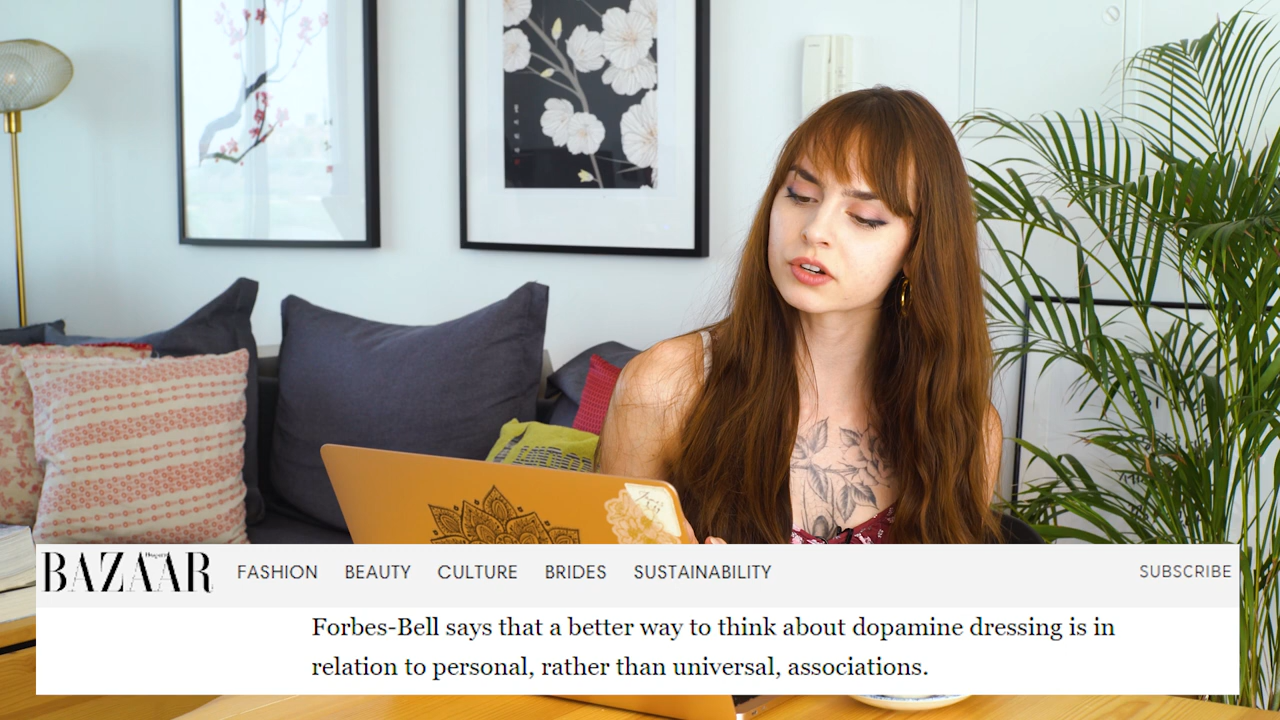 Harper's
BAZAAR
FASHION BEAUTY CULTURE BRIDES SUSTAINABILITY SUBSCRIBE
Forbes-Bell says that a better way to think about dopamine dressing is in
relation to personal, rather than universal, associations.